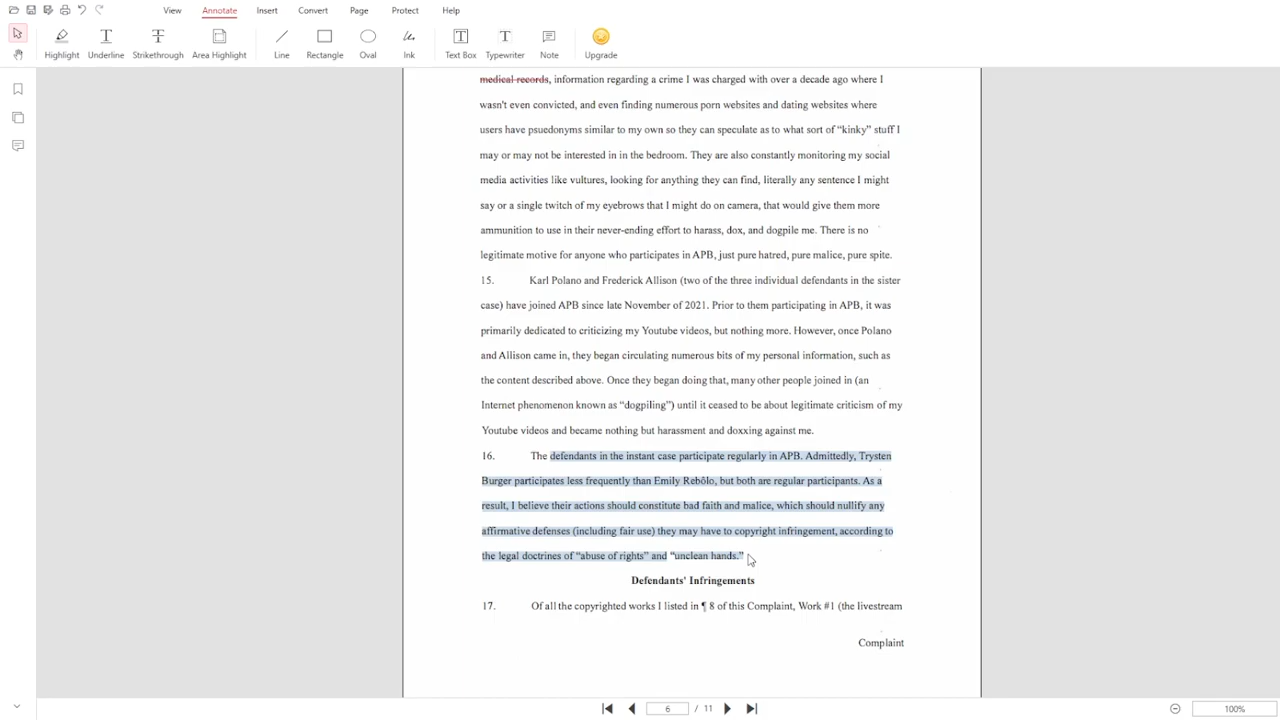 View Annotate Insert Convert Page Protect Help
Highlight Underline Strikethrough Area Highlight Line Rectangle Oval Ink Text Box Typewriter Note Upgrade
medical records, information regarding a crime I was charged with over a decade ago where I
wasn't even convicted, and even finding numerous porn websites and dating websites where
users have psuedonyms similar to my own so they can speculate as to what sort of “kinky” stuff I
may or may not be interested in in the bedroom. They are also constantly monitoring my social
media activities like vultures, looking for anything they can find, literally any sentence I might
say or a single twitch of my eyebrows that I might do on camera, that would give them more
ammunition to use in their never-ending effort to harass, dox, and dogpile me. There is no
legitimate motive for anyone who participates in APB, just pure hatred, pure malice, pure spite.
15. Karl Polano and Frederick Allison (two of the three individual defendants in the sister
case) have joined APB since late November of 2021. Prior to them participating in APB, it was
primarily dedicated to criticizing my Youtube videos, but nothing more. However, once Polano
and Allison came in, they began circulating numerous bits of my personal information, such as
the content described above. Once they began doing that, many other people joined in (an
Internet phenomenon known as “dogpiling”) until it ceased to be about legitimate criticism of my
Youtube videos and became nothing but harassment and doxxing against me.
16. The defendants in the instant case participate regularly in APB. Admittedly, Trysten
Burger participates less frequently than Emily Rebôlo, but both are regular participants. As a
result, I believe their actions should constitute bad faith and malice, which should nullify any
affirmative defenses (including fair use) they may have to copyright infringement, according to
the legal doctrines of “abuse of rights” and “unclean hands.”
Defendants' Infringements
17. Of all the copyrighted works I listed in ¶ 8 of this Complaint, Work #1 (the livestream
Complaint
6 / 11 100%